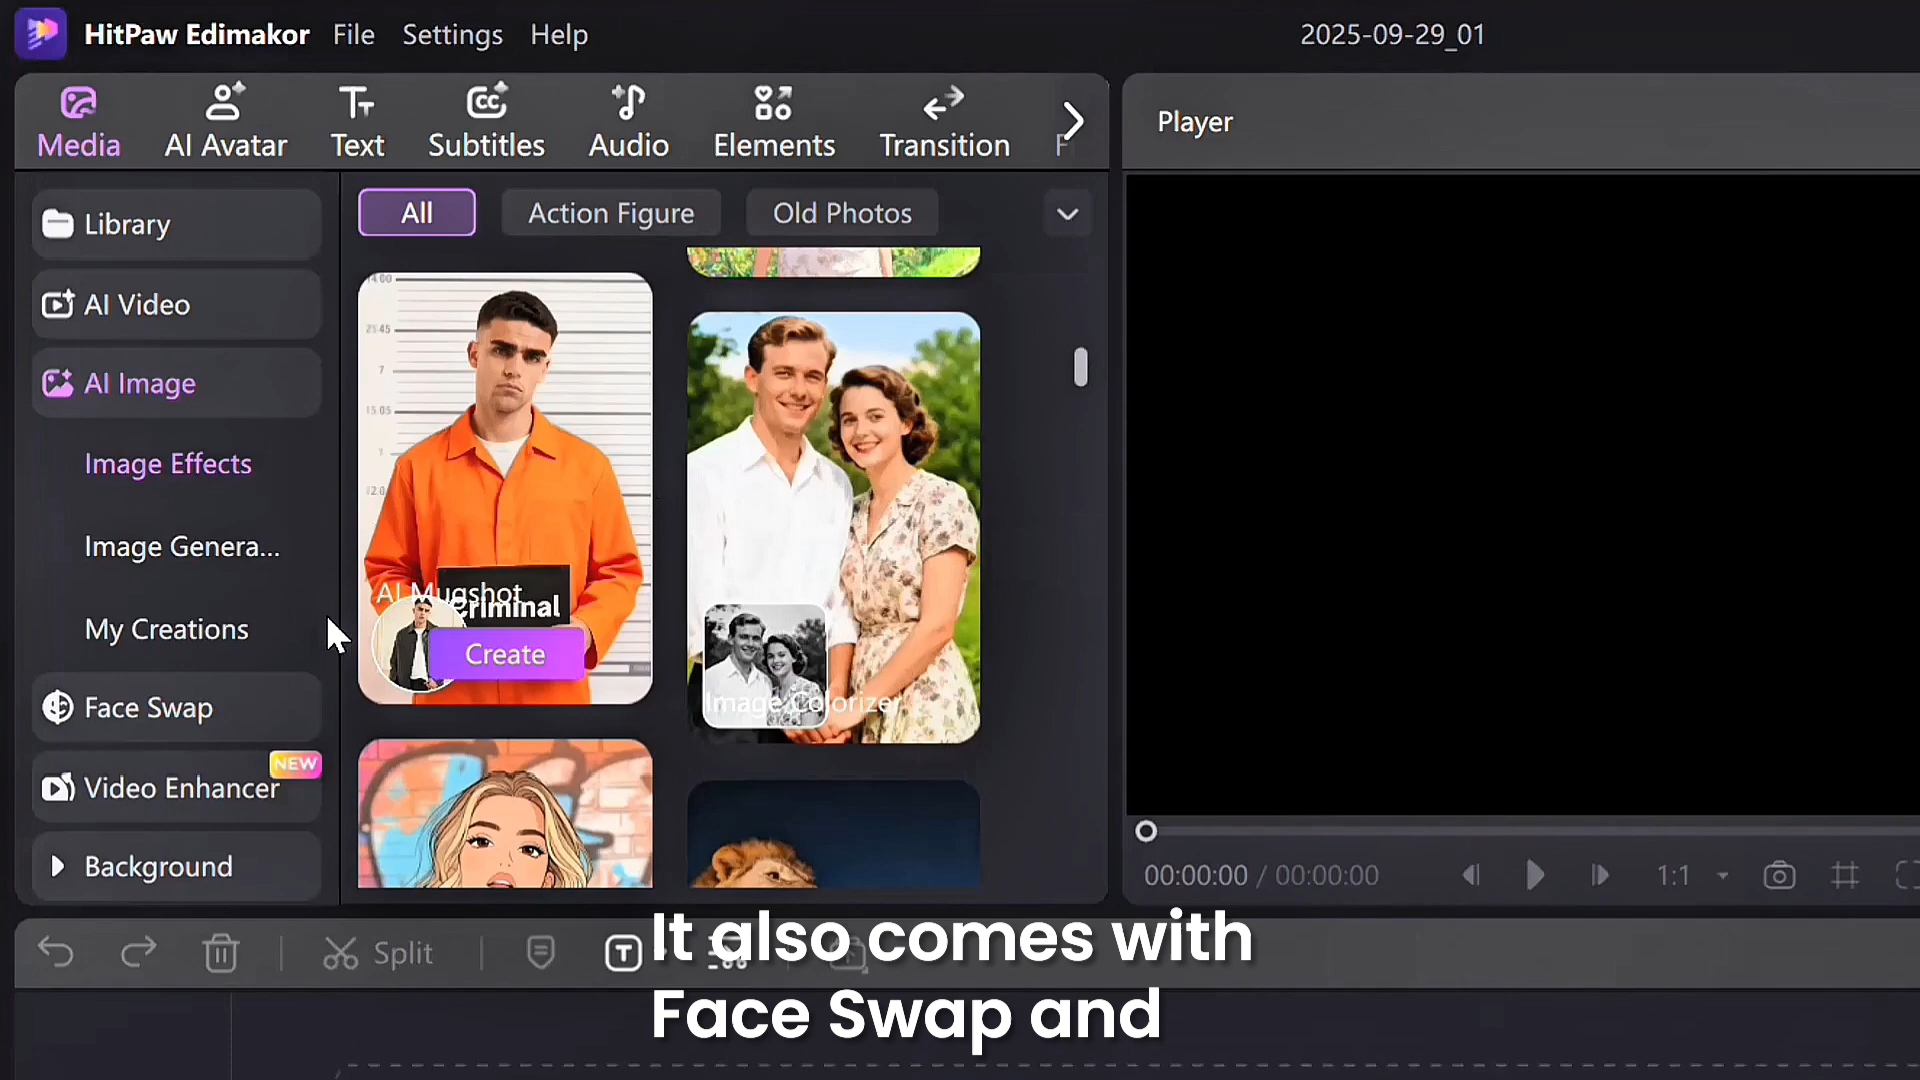 HitPaw Edimakor File Settings Help
2025-09-29_01
Media
AI Avatar
Text
Subtitles
Audio
Elements
Transition
Player
Library
AI Video
AI Image
Image Effects
Image Genera...
My Creations
Face Swap
NEW
Video Enhancer
Background
All
Action Figure
Old Photos
AI Mugshot
Criminal
Create
Image Colorizer
00:00:00 / 00:00:00
1:1
Split
It also comes with
Face Swap and